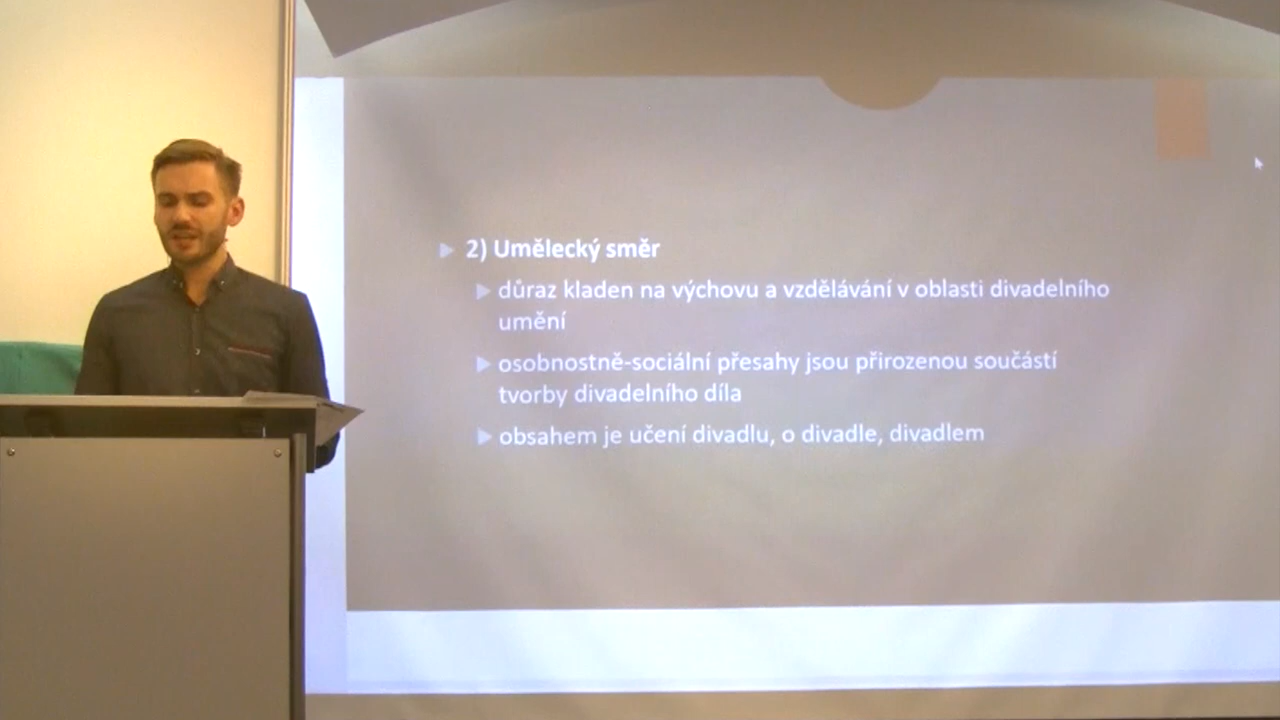 2) Umělecký směr
důraz kladen na výchovu a vzdělávání v oblasti divadelního
umění
osobnostně-sociální přesahy jsou přirozenou součástí
tvorby divadelního díla
obsahem je učení divadlu, o divadle, divadlem